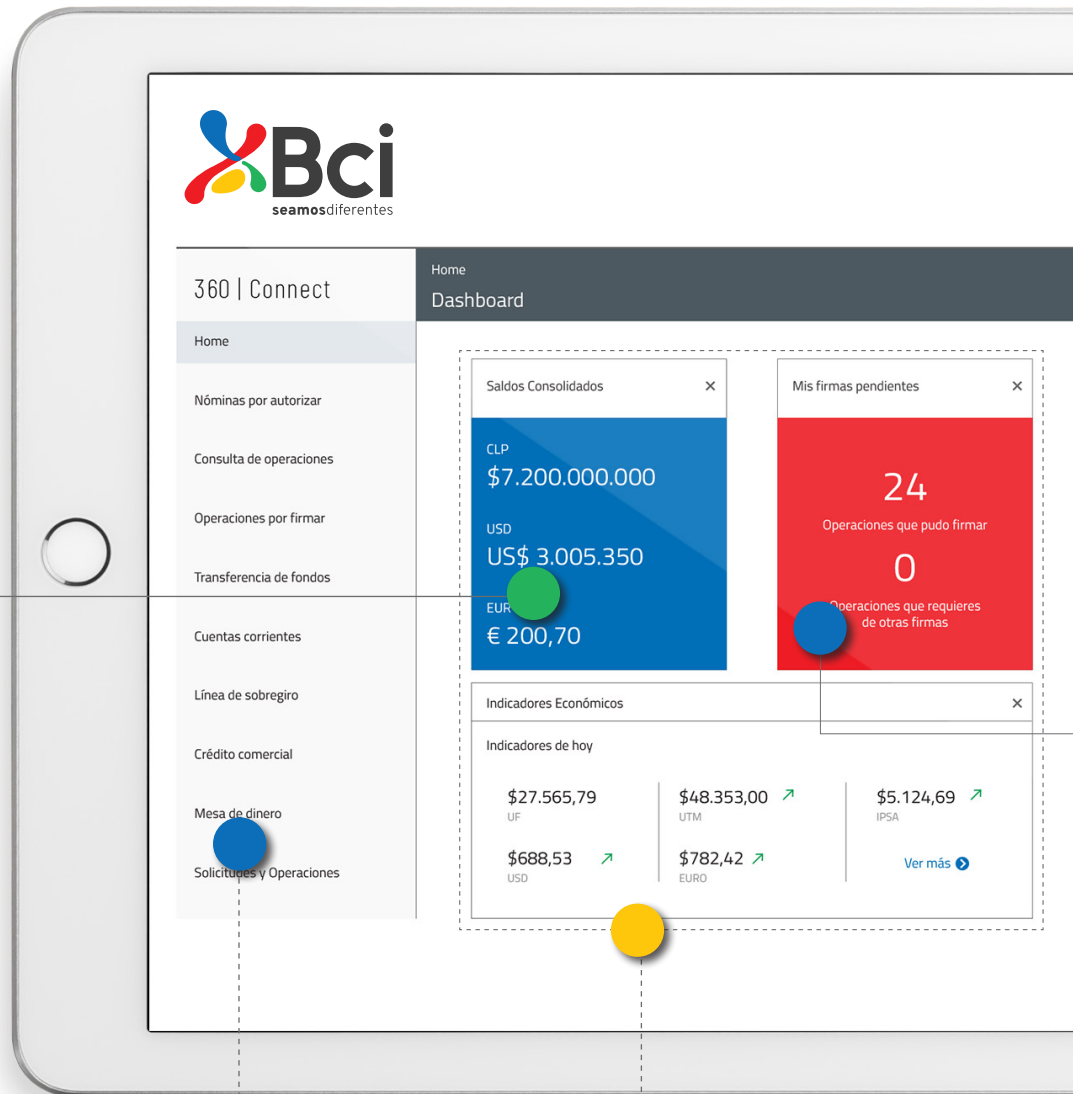 Bci
seamosdiferentes
360 | Connect
Home
Nóminas por autorizar
Consulta de operaciones
Operaciones por firmar
Transferencia de fondos
Cuentas corrientes
Línea de sobregiro
Crédito comercial
Mesa de dinero
Solicitudes y Operaciones
Home
Dashboard
Saldos Consolidados
CLP
$7.200.000.000
USD
US$ 3.005.350
EUR
€ 200,70
Mis firmas pendientes
24
Operaciones que pudo firmar
0
Operaciones que requieres
de otras firmas
Indicadores Económicos
Indicadores de hoy
$27.565,79
UF
$48.353,00
UTM
$5.124,69
IPSA
$688,53
USD
$782,42
EURO
Ver más